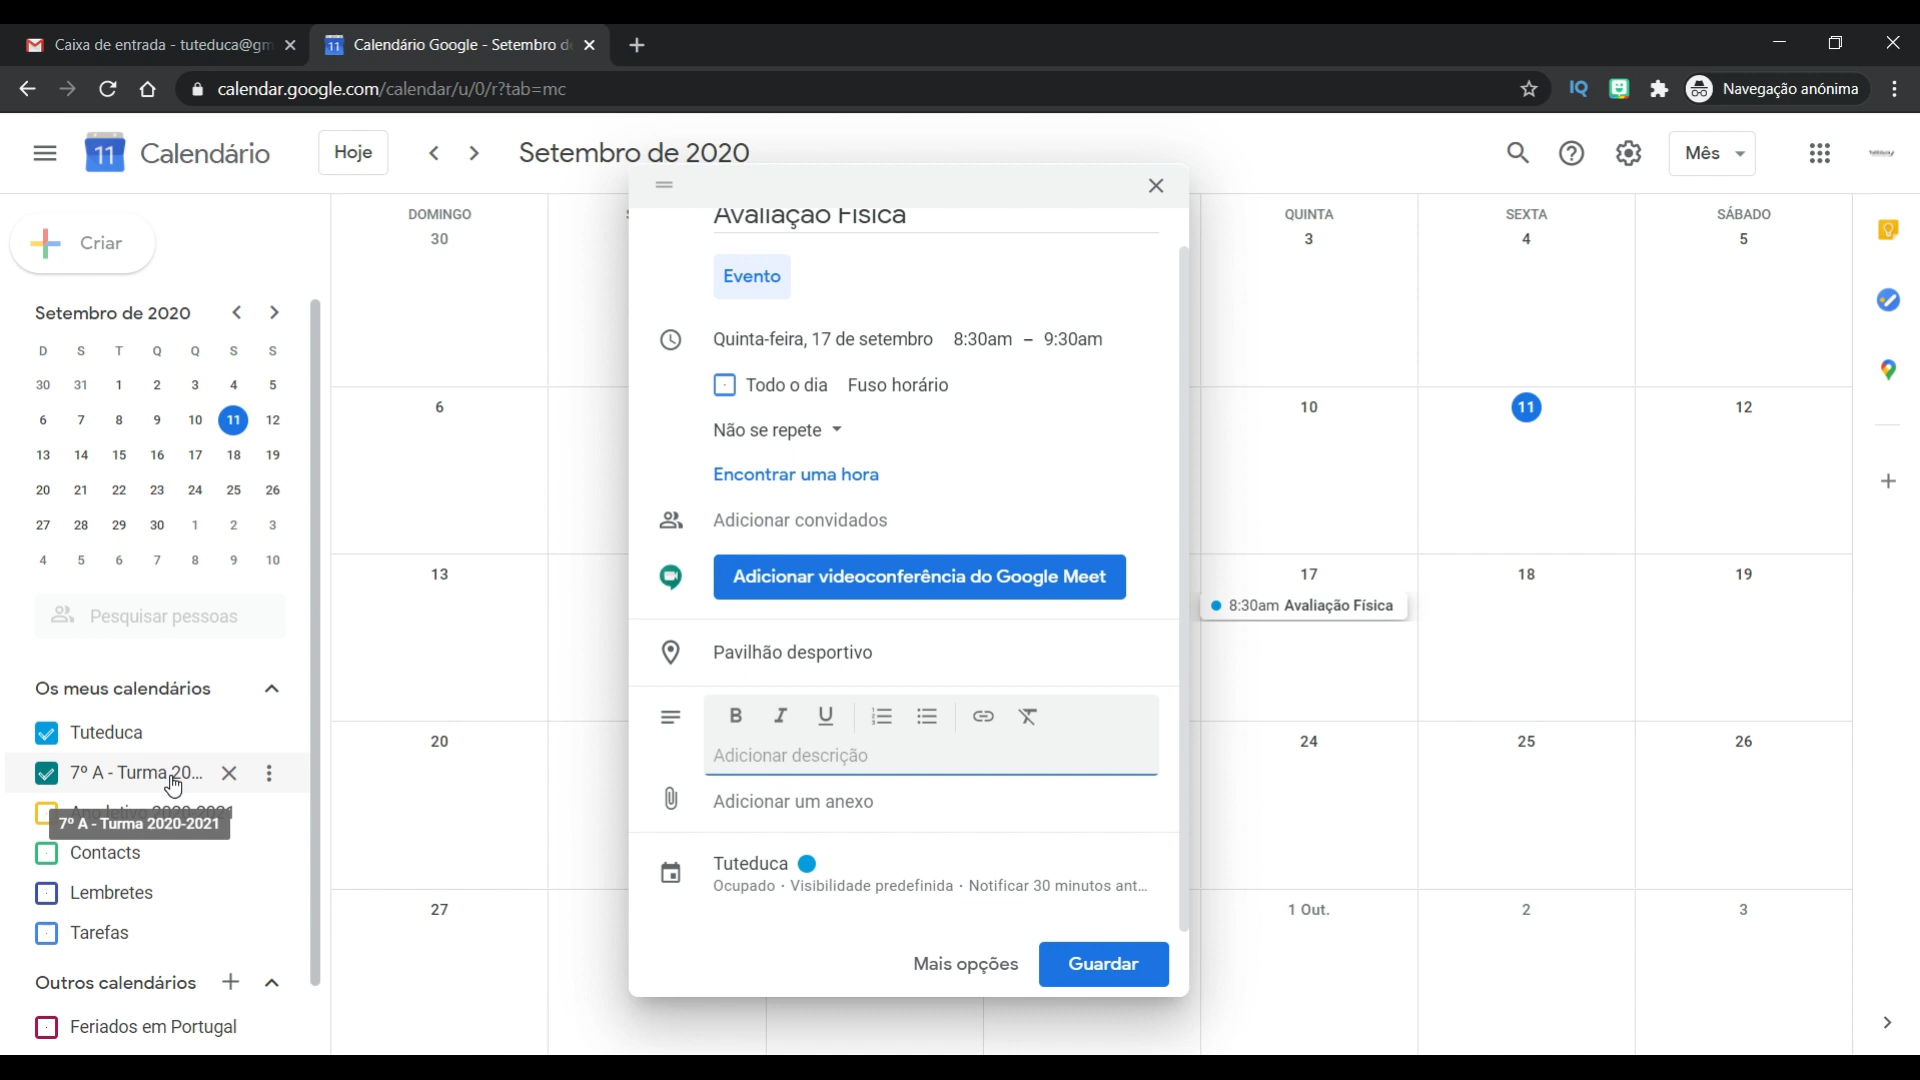 Caixa de entrada - tuteduca@gm
Calendário Google - Setembro d
calendar.google.com/calendar/u/0/r?tab=mc
Navegação anónima
11 Calendário
Hoje
Setembro de 2020
Mês
Criar
Setembro de 2020
D S T Q Q S S
30 31 1 2 3 4 5
6 7 8 9 10 11 12
13 14 15 16 17 18 19
20 21 22 23 24 25 26
27 28 29 30 1 2 3
4 5 6 7 8 9 10
Pesquisar pessoas
Os meus calendários
Tuteduca
7º A - Turma 20...
Ano letivo 2020-2021
7º A - Turma 2020-2021
Contacts
Lembretes
Tarefas
Outros calendários
Feriados em Portugal
DOMINGO
30
QUINTA
3
SEXTA
4
SÁBADO
5
6
10
11
12
13
17
18
19
8:30am Avaliação Física
20
24
25
26
27
1 Out.
2
3
Avaliação Física
Evento
Quinta-feira, 17 de setembro 8:30am – 9:30am
Todo o dia Fuso horário
Não se repete
Encontrar uma hora
Adicionar convidados
Adicionar videoconferência do Google Meet
Pavilhão desportivo
B I U
Adicionar descrição
Adicionar um anexo
Tuteduca
Ocupado · Visibilidade predefinida · Notificar 30 minutos ant...
Mais opções
Guardar